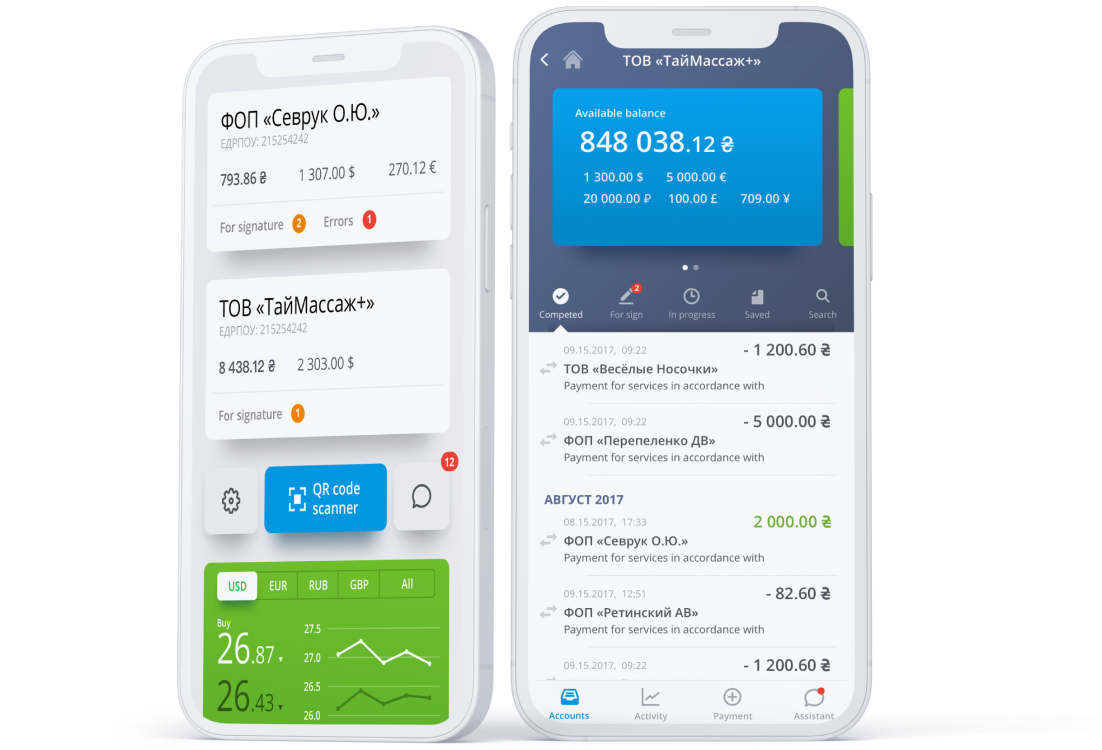 ФОП «Севрук О.Ю.»
ЕДРПОУ: 215254242
793.86 ₴ 1 307.00 $ 270.12 €
For signature 2 Errors 1
ТОВ «ТайМассаж+»
ЕДРПОУ: 215254242
8 438.12 ₴ 2 303.00 $
For signature 1
QR code
scanner
12
USD EUR RUB GBP All
Buy
26.87
26.43
27.5
27.0
26.5
26.0
ТОВ «ТайМассаж+»
Available balance
848 038.12 ₴
1 300.00 $ 5 000.00 €
20 000.00 ₽ 100.00 £ 709.00 ¥
2
Competed For sign In progress Saved Search
09.15.2017, 09:22 - 1 200.60 ₴
ТОВ «Весёлые Носочки»
Payment for services in accordance with
09.15.2017, 09:22 - 5 000.00 ₴
ФОП «Перепеленко ДВ»
Payment for services in accordance with
АВГУСТ 2017
08.15.2017, 17:33 2 000.00 ₴
ФОП «Севрук О.Ю.»
Payment for services in accordance with
09.15.2017, 12:51 - 82.60 ₴
ФОП «Ретинский АВ»
Payment for services in accordance with
09.15.2017, 09:22 - 1 200.60 ₴
Accounts Activity Payment Assistant